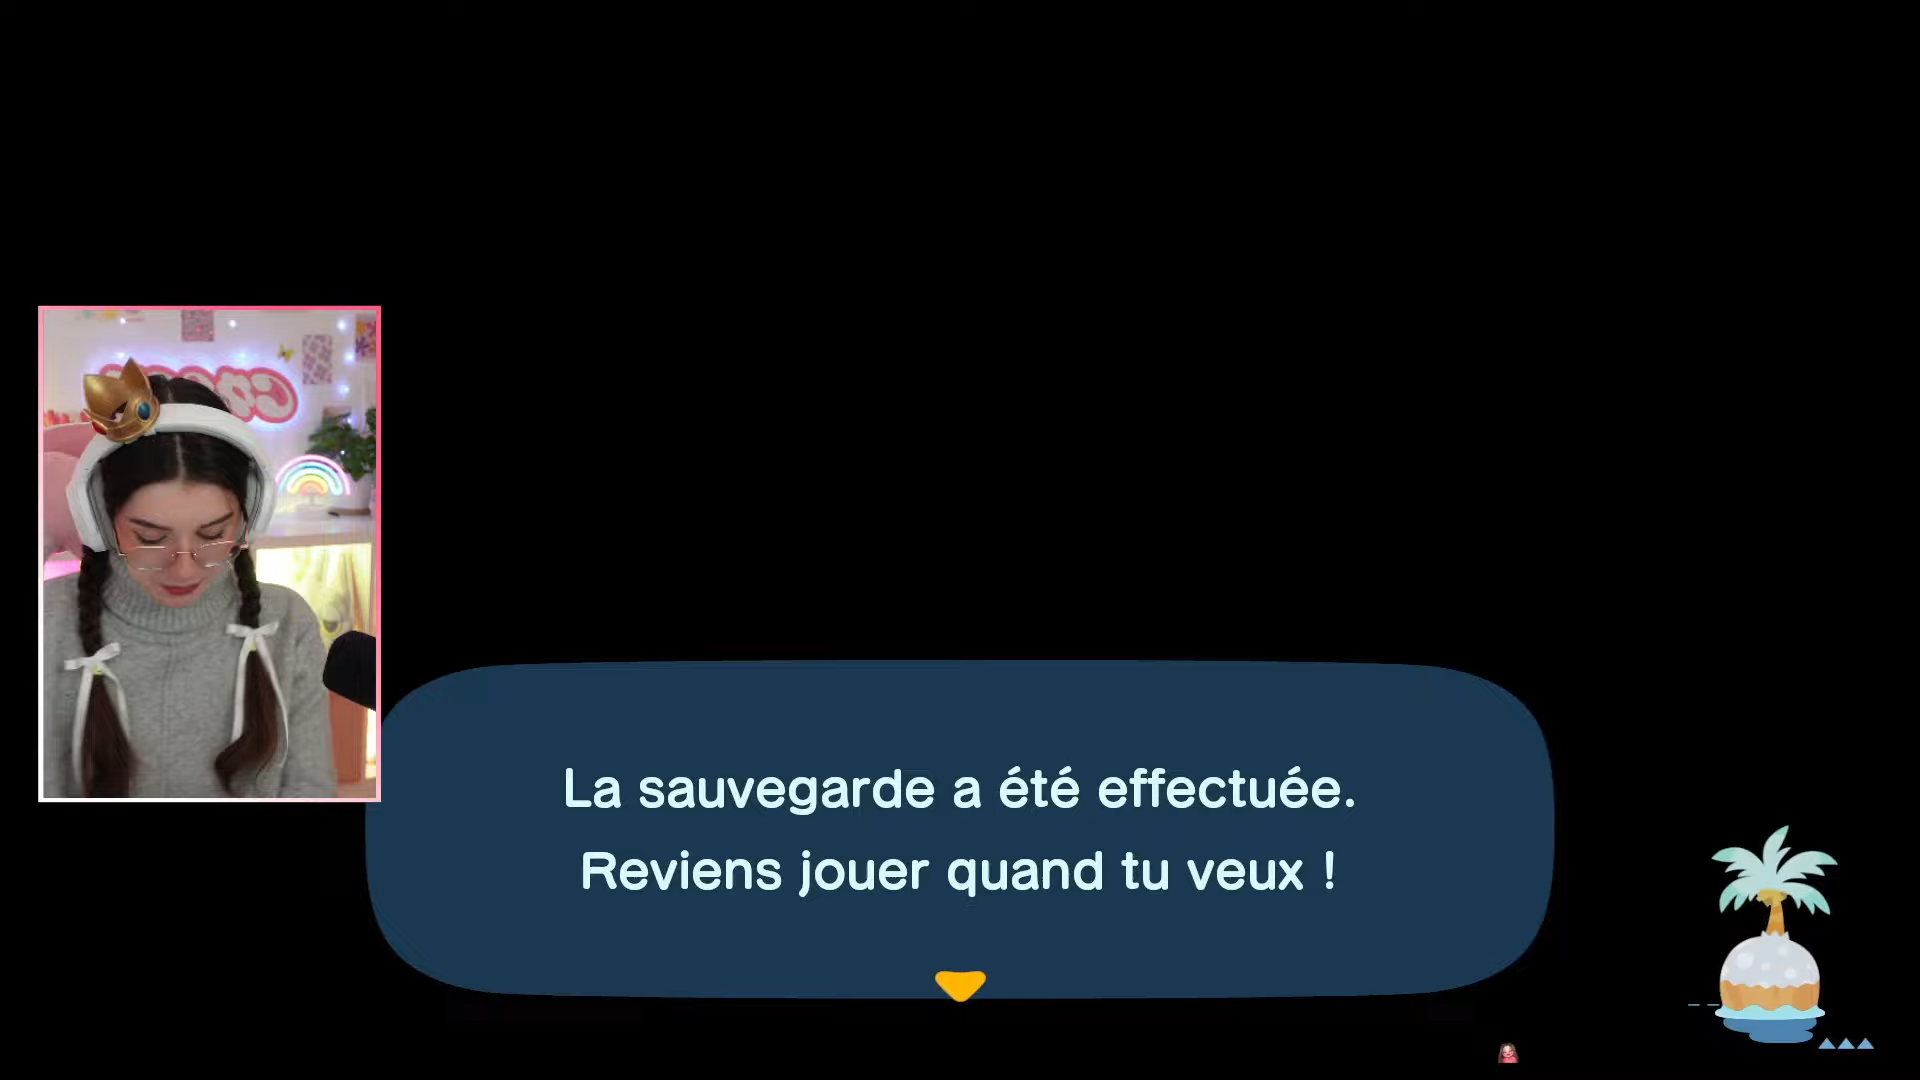 La sauvegarde a été effectuée.
Reviens jouer quand tu veux !